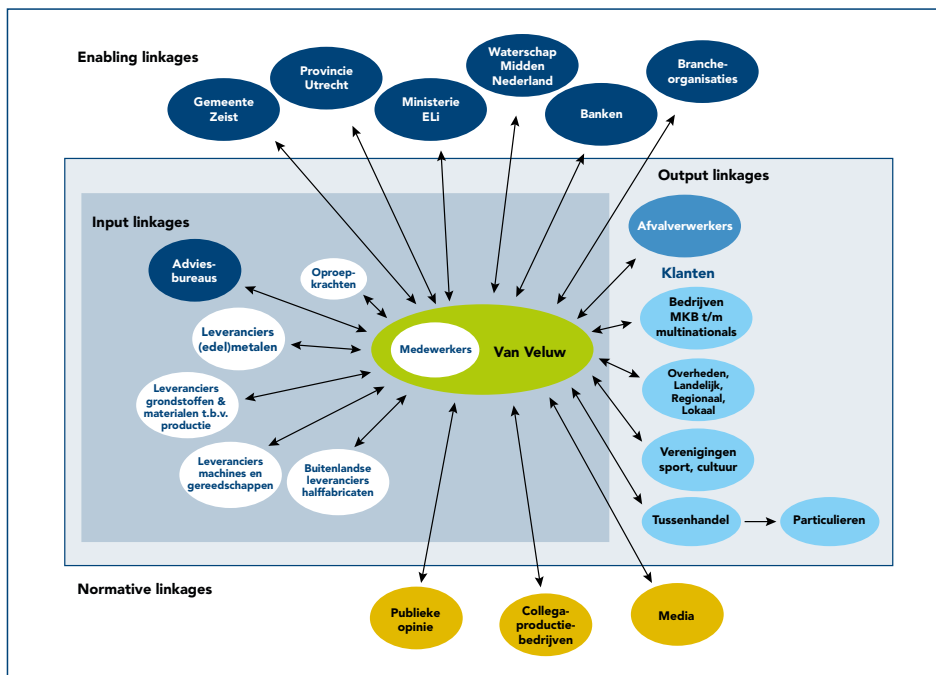 Enabling linkages
Gemeente
Zeist
Provincie
Utrecht
Ministerie
ELi
Waterschap
Midden
Nederland
Banken
Branche-
organisaties
Input linkages
Advies-
bureaus
Oproep-
krachten
Leveranciers
(edel)metalen
Leveranciers
grondstoffen &
materialen t.b.v.
productie
Leveranciers
machines en
gereedschappen
Buitenlandse
leveranciers
halffabricaten
Medewerkers
Van Veluw
Output linkages
Afvalverwerkers
Klanten
Bedrijven
MKB t/m
multinationals
Overheden,
Landelijk,
Regionaal,
Lokaal
Verenigingen
sport, cultuur
Tussenhandel
Particulieren
Normative linkages
Publieke
opinie
Collega-
productie-
bedrijven
Media